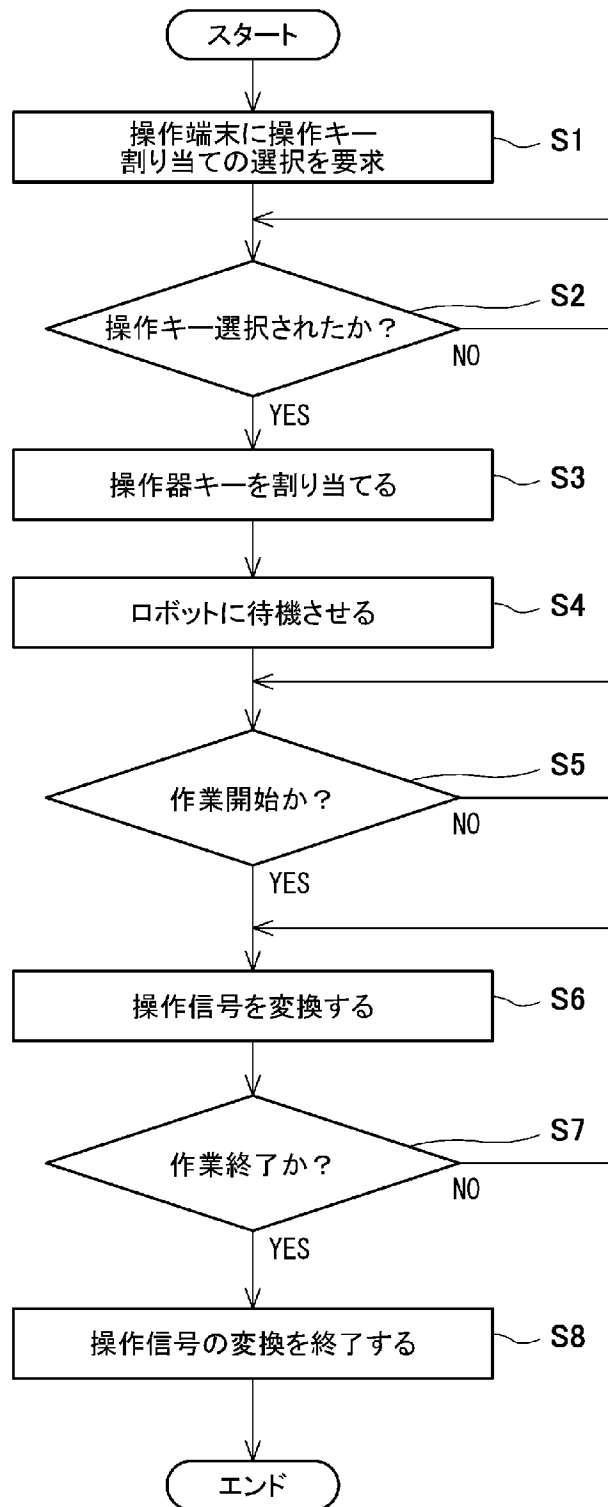 スタート
操作端末に操作キー
割り当ての選択を要求
S1
操作キー選択されたか？
S2
NO
YES
操作器キーを割り当てる
S3
ロボットに待機させる
S4
作業開始か？
S5
NO
YES
操作信号を変換する
S6
作業終了か？
S7
NO
YES
操作信号の変換を終了する
S8
エンド